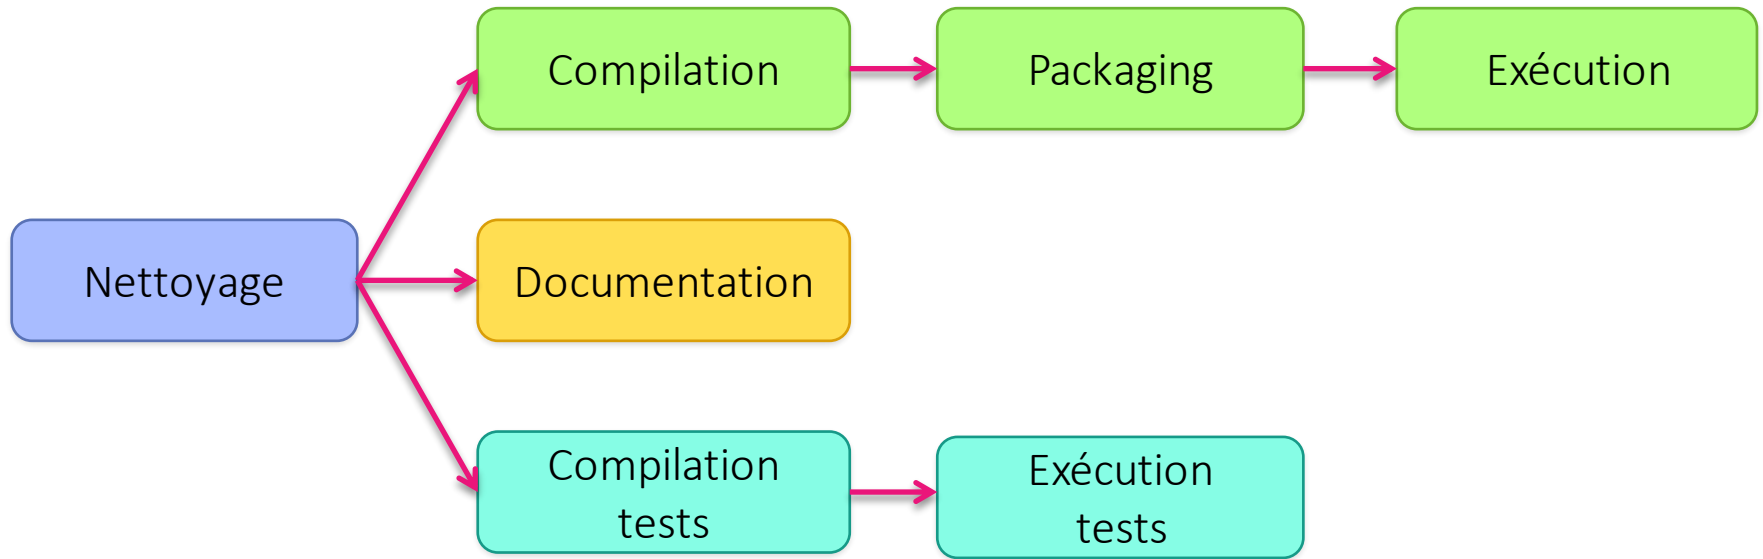 Compilation
Packaging
Exécution
Nettoyage
Documentation
Compilation
tests
Exécution
tests